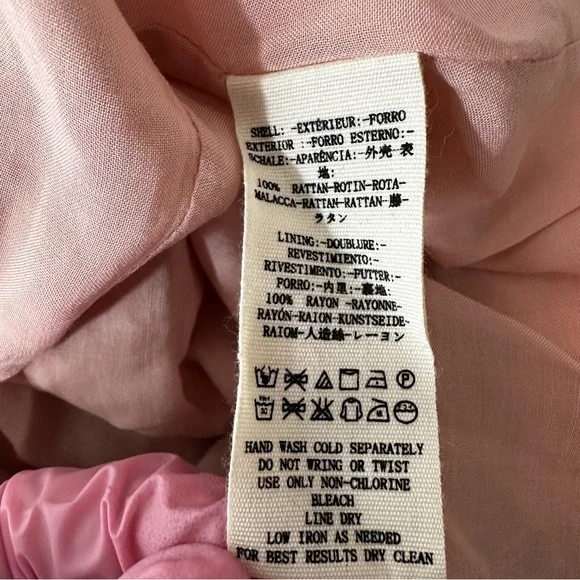 SHELL: -EXTÉRIEUR:-FORRO
EXTERIOR :-FORRO ESTERNO:-
SCHALE:-APARÊNCIA:-外壳 表
地:
100% RATTAN-ROTIN-ROTA-
MALACCA-RATTAN-RATTAN-藤-
ラタン
LINING:-DOUBLURE:-
REVESTIMIENTO:-
RIVESTIMENTO:-FUTTER:-
FORRO:-内里:-裏地:
100% RAYON -RAYONNE-
RAYÓN-RAION-KUNSTSEIDE-
RAIOM-人造絲-レーヨン
HAND WASH COLD SEPARATELY
DO NOT WRING OR TWIST
USE ONLY NON-CHLORINE
BLEACH
LINE DRY
LOW IRON AS NEEDED
FOR BEST RESULTS DRY CLEAN